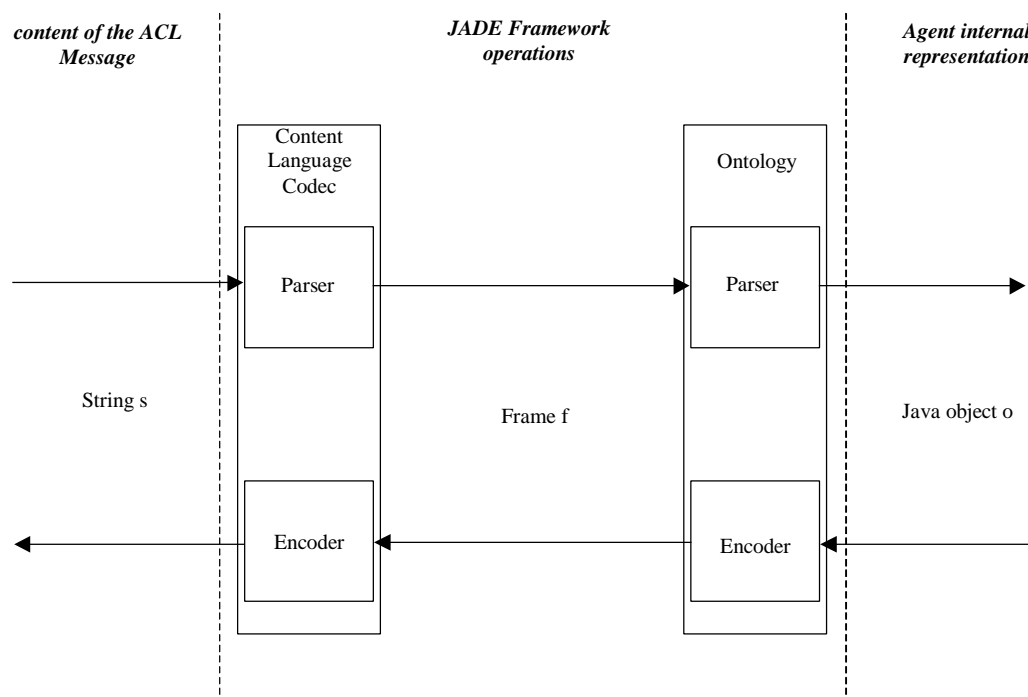 content of the ACL
Message
JADE Framework
operations
Agent internal
representation
Content
Language
Codec
Ontology
Parser
Parser
String s
Frame f
Java object o
Encoder
Encoder